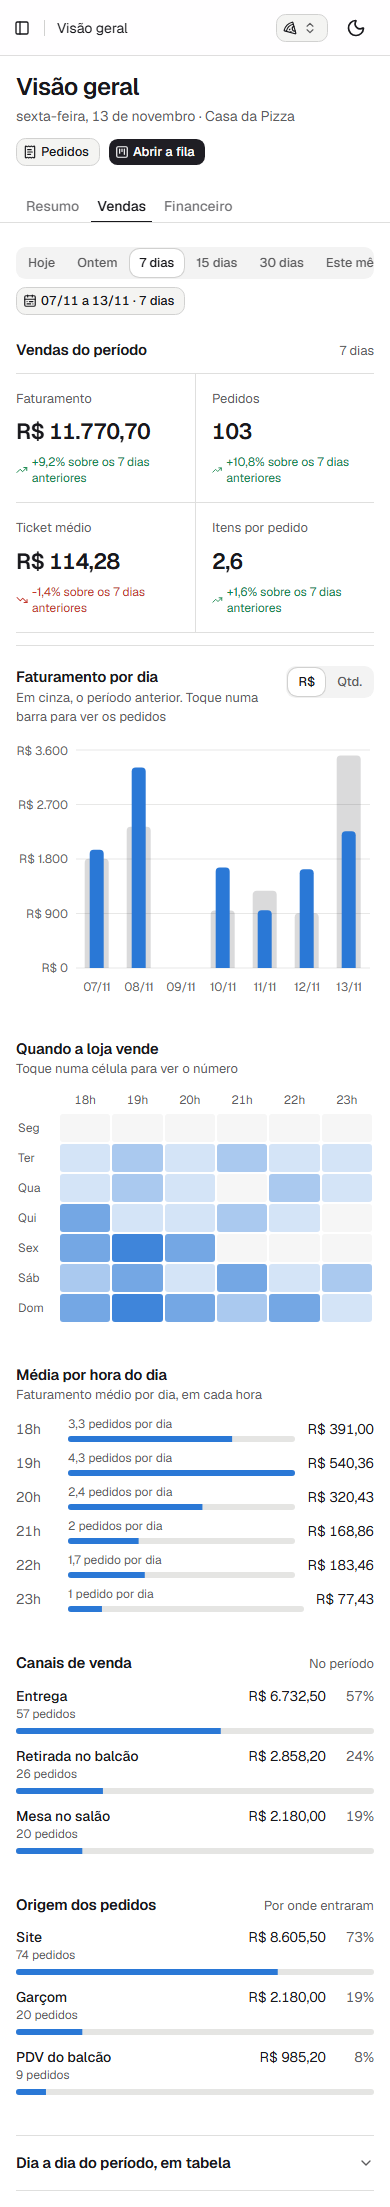 Visão geral
Visão geral
sexta-feira, 13 de novembro · Casa da Pizza
Pedidos
Abrir a fila
Resumo Vendas Financeiro
Hoje Ontem 7 dias 15 dias 30 dias Este mê
07/11 a 13/11 · 7 dias
Vendas do período 7 dias
Faturamento
R$ 11.770,70
+9,2% sobre os 7 dias
anteriores
Pedidos
103
+10,8% sobre os 7 dias
anteriores
Ticket médio
R$ 114,28
-1,4% sobre os 7 dias
anteriores
Itens por pedido
2,6
+1,6% sobre os 7 dias
anteriores
Faturamento por dia
Em cinza, o período anterior. Toque numa
barra para ver os pedidos
R$ Qtd.
R$ 3.600
R$ 2.700
R$ 1.800
R$ 900
R$ 0
07/11 08/11 09/11 10/11 11/11 12/11 13/11
Quando a loja vende
Toque numa célula para ver o número
18h 19h 20h 21h 22h 23h
Seg
Ter
Qua
Qui
Sex
Sáb
Dom
Média por hora do dia
Faturamento médio por dia, em cada hora
18h 3,3 pedidos por dia R$ 391,00
19h 4,3 pedidos por dia R$ 540,36
20h 2,4 pedidos por dia R$ 320,43
21h 2 pedidos por dia R$ 168,86
22h 1,7 pedido por dia R$ 183,46
23h 1 pedido por dia R$ 77,43
Canais de venda No período
Entrega R$ 6.732,50 57%
57 pedidos
Retirada no balcão R$ 2.858,20 24%
26 pedidos
Mesa no salão R$ 2.180,00 19%
20 pedidos
Origem dos pedidos Por onde entraram
Site R$ 8.605,50 73%
74 pedidos
Garçom R$ 2.180,00 19%
20 pedidos
PDV do balcão R$ 985,20 8%
9 pedidos
Dia a dia do período, em tabela